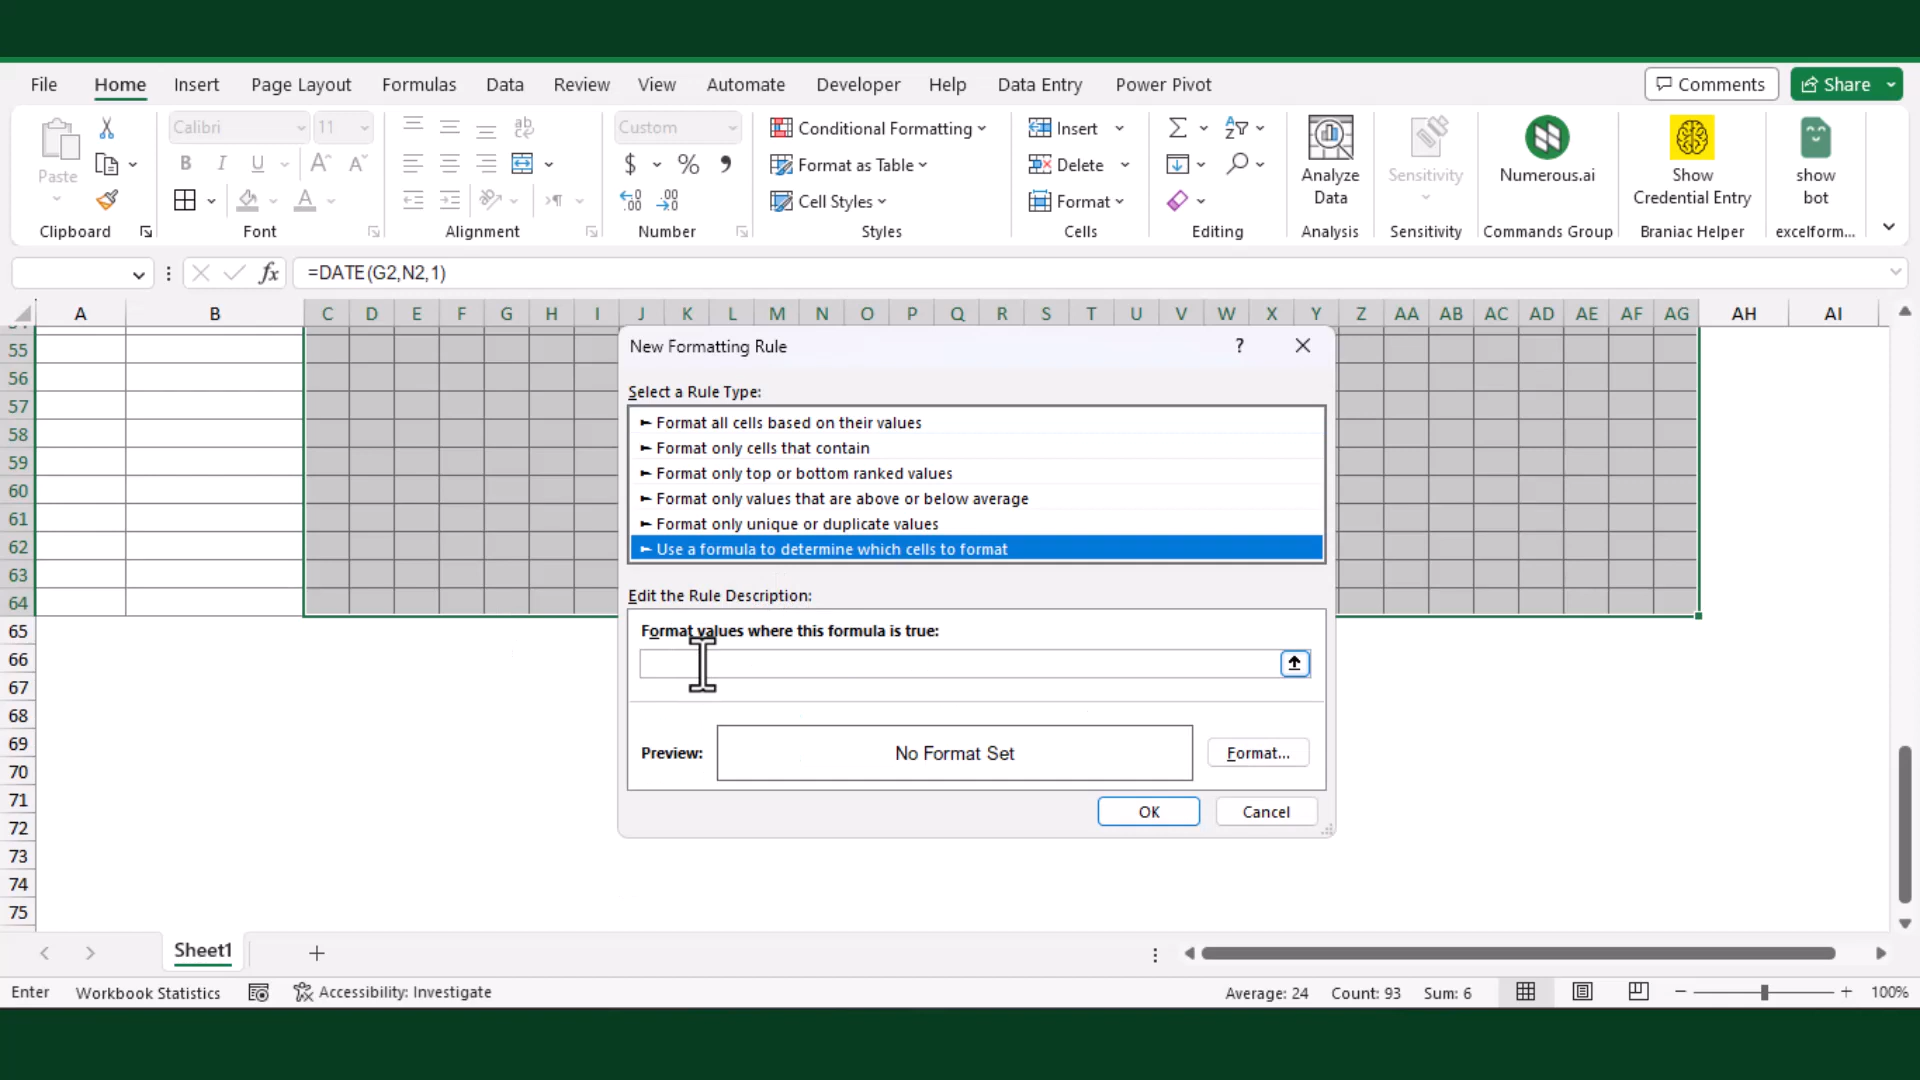 File Home Insert Page Layout Formulas Data Review View Automate Developer Help Data Entry Power Pivot Comments Share
Calibri 11 Custom Conditional Formatting Insert
Paste B I U A A $ % Format as Table Delete Analyze Data Sensitivity Numerous.ai Show Credential Entry show bot
A Cell Styles Format
Clipboard Font Alignment Number Styles Cells Editing Analysis Sensitivity Commands Group Braniac Helper excelform...
fx =DATE(G2,N2,1)
A B C D E F G H I J K L M N O P Q R S T U V W X Y Z AA AB AC AD AE AF AG AH AI
55
56
57
58
59
60
61
62
63
64
65
66
67
68
69
70
71
72
73
74
75
New Formatting Rule ?
Select a Rule Type:
► Format all cells based on their values
► Format only cells that contain
► Format only top or bottom ranked values
► Format only values that are above or below average
► Format only unique or duplicate values
► Use a formula to determine which cells to format
Edit the Rule Description:
Format values where this formula is true:
Preview: No Format Set Format...
OK Cancel
Sheet1
Enter Workbook Statistics Accessibility: Investigate Average: 24 Count: 93 Sum: 6 100%